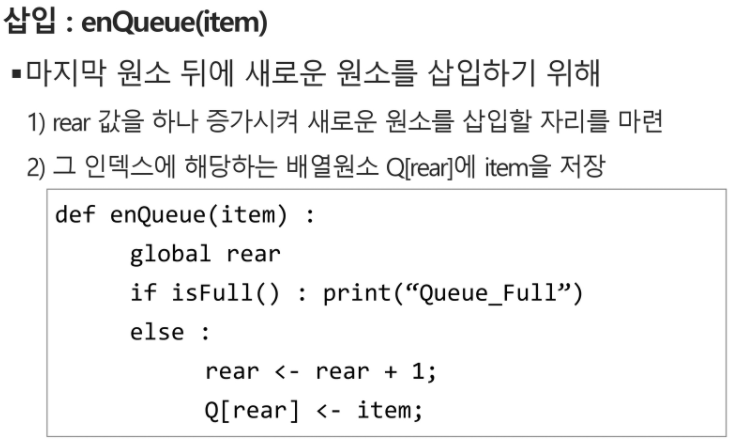 삽입 : enQueue(item)
▪마지막 원소 뒤에 새로운 원소를 삽입하기 위해
1) rear 값을 하나 증가시켜 새로운 원소를 삽입할 자리를 마련
2) 그 인덱스에 해당하는 배열원소 Q[rear]에 item을 저장
def enQueue(item) :
global rear
if isFull() : print(“Queue_Full”)
else :
rear <- rear + 1;
Q[rear] <- item;